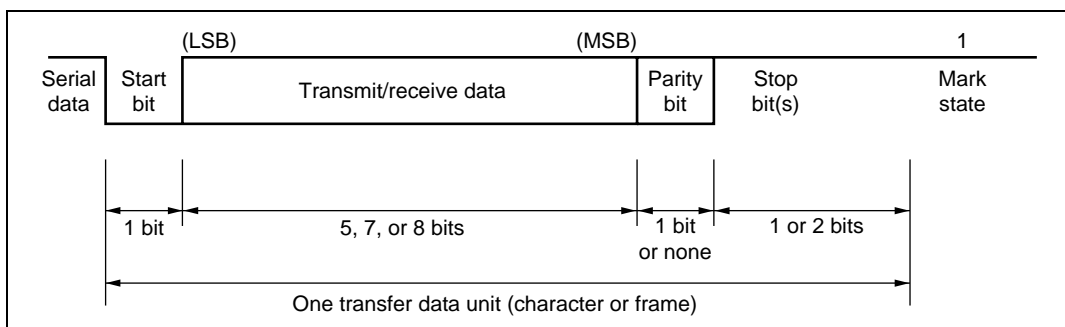 (LSB) (MSB) 1
Serial data
Start bit
Transmit/receive data
Parity bit
Stop bit(s)
Mark state
1 bit
5, 7, or 8 bits
1 bit or none
1 or 2 bits
One transfer data unit (character or frame)